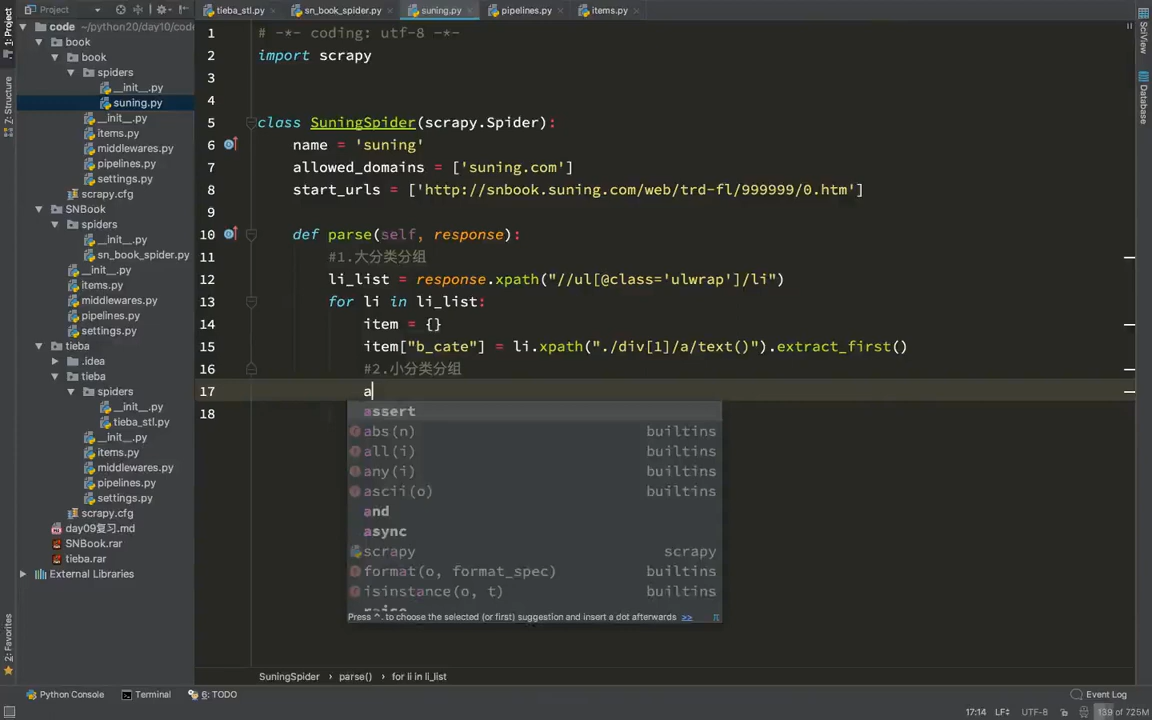 Project
tieba_stl.py
sn_book_spider.py
suning.py
pipelines.py
items.py
1: Project
Z: Structure
2: Favorites
SciView
Database
code ~/python20/day10/code
book
book
spiders
__init__.py
suning.py
__init__.py
items.py
middlewares.py
pipelines.py
settings.py
scrapy.cfg
SNBook
spiders
__init__.py
sn_book_spider.py
__init__.py
items.py
middlewares.py
pipelines.py
settings.py
tieba
.idea
tieba
spiders
__init__.py
tieba_stl.py
__init__.py
items.py
middlewares.py
pipelines.py
settings.py
scrapy.cfg
day09复习.md
SNBook.rar
tieba.rar
External Libraries
1 # -*- coding: utf-8 -*-
2 import scrapy
3
4
5 class SuningSpider(scrapy.Spider):
6 name = 'suning'
7 allowed_domains = ['suning.com']
8 start_urls = ['http://snbook.suning.com/web/trd-fl/999999/0.htm']
9
10 def parse(self, response):
11 #1.大分类分组
12 li_list = response.xpath("//ul[@class='ulwrap']/li")
13 for li in li_list:
14 item = {}
15 item["b_cate"] = li.xpath("./div[1]/a/text()").extract_first()
16 #2.小分类分组
17 a
18
assert
abs(n) builtins
all(i) builtins
any(i) builtins
ascii(o) builtins
and
async
scrapy scrapy
format(o, format_spec) builtins
isinstance(o, t) builtins
raise
Press ^. to choose the selected (or first) suggestion and insert a dot afterwards >> π
SuningSpider › parse() › for li in li_list
Python Console
Terminal
6: TODO
Event Log
17:14 LF÷ UTF-8 139 of 725M